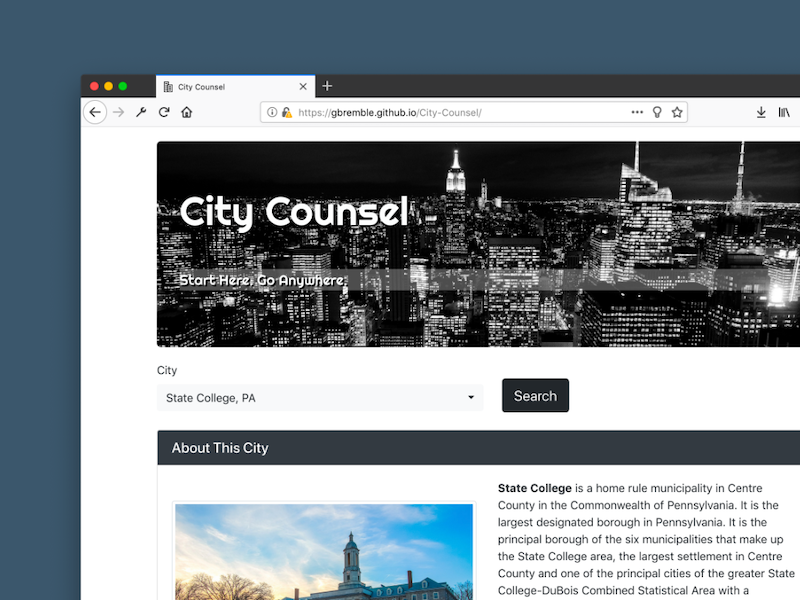 City Counsel
https://gbremble.github.io/City-Counsel/
City Counsel
Start Here. Go Anywhere.
City
State College, PA
Search
About This City
State College is a home rule municipality in Centre
County in the Commonwealth of Pennsylvania. It is the
largest designated borough in Pennsylvania. It is the
principal borough of the six municipalities that make up
the State College area, the largest settlement in Centre
County and one of the principal cities of the greater State
College-DuBois Combined Statistical Area with a